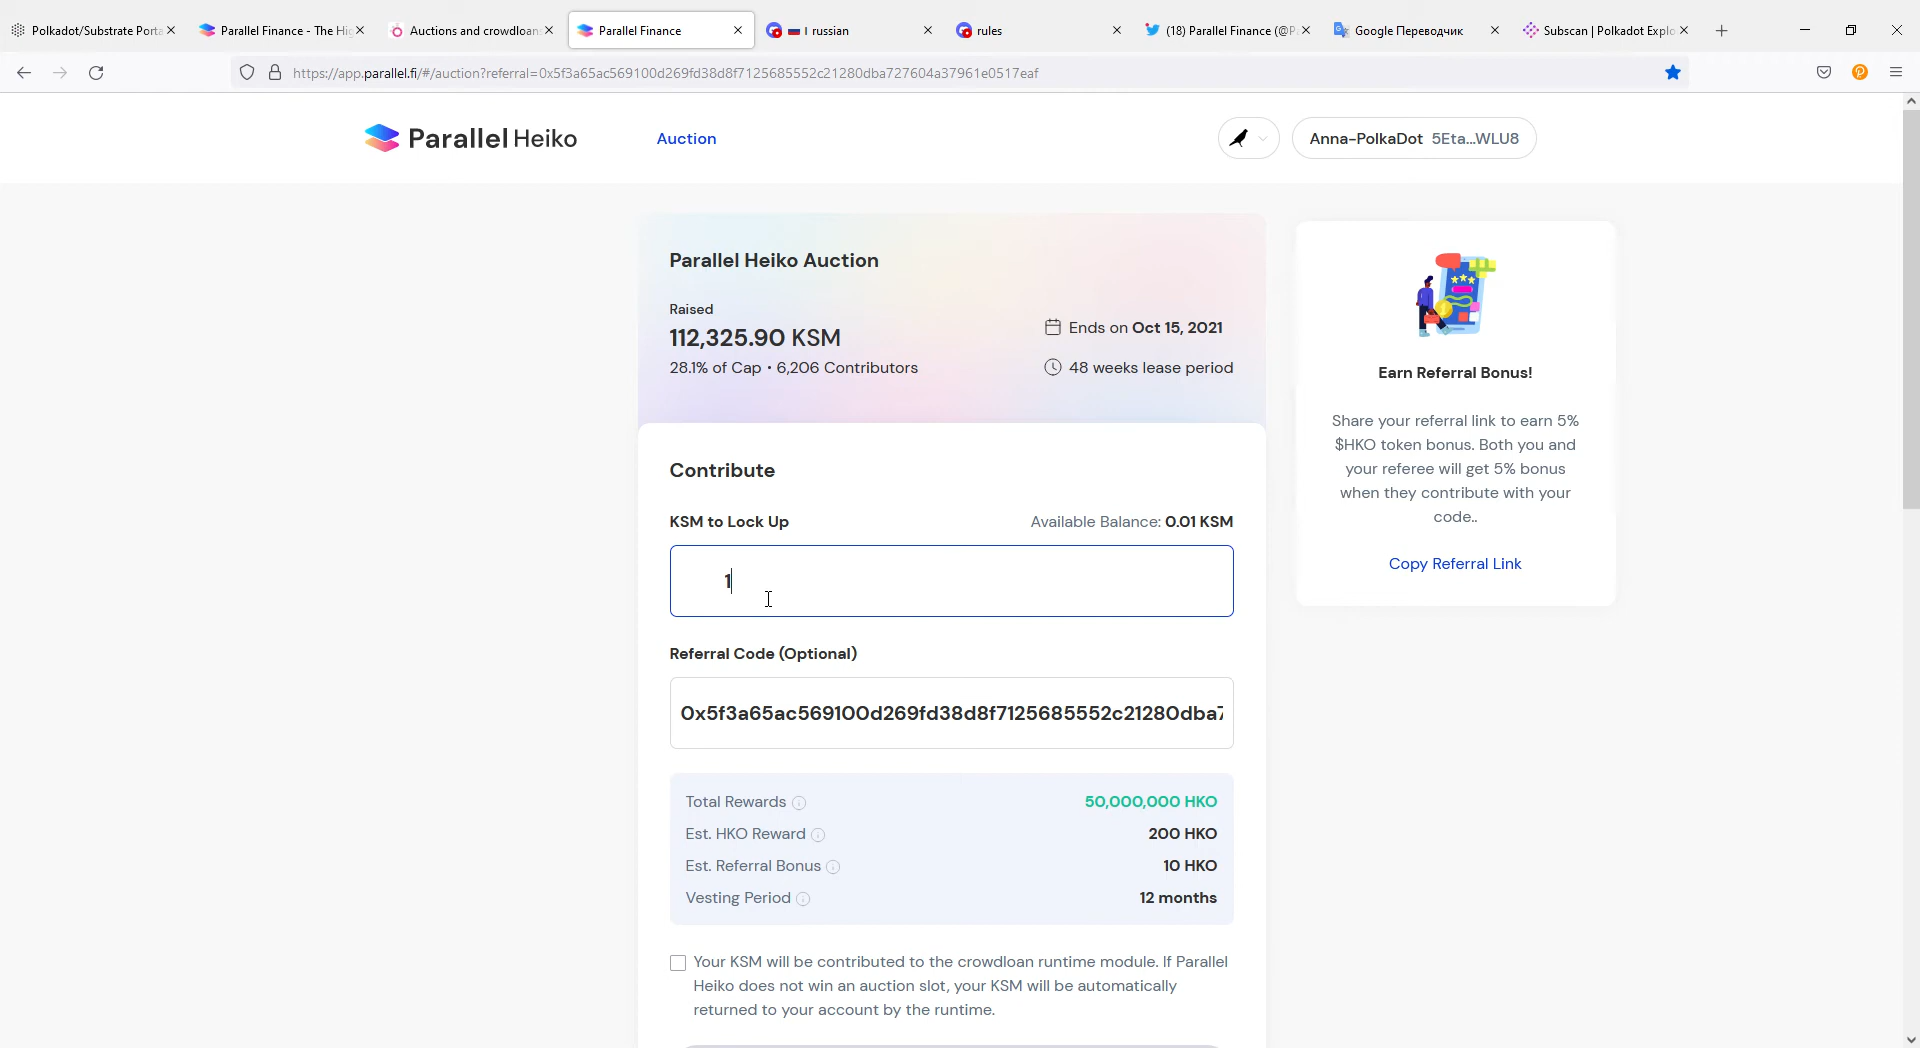 Polkadot/Substrate Porta
Parallel Finance - The Hi
Auctions and crowdloan
Parallel Finance
russian
rules
(18) Parallel Finance (@P
Google Переводчик
Subscan | Polkadot Explo
https://app.parallel.fi/#/auction?referral=0x5f3a65ac569100d269fd38d8f7125685552c21280dba727604a37961e0517eaf
Parallel Heiko
Auction
Anna-PolkaDot 5Eta...WLU8
Parallel Heiko Auction
Raised
112,325.90 KSM
28.1% of Cap • 6,206 Contributors
Ends on Oct 15, 2021
48 weeks lease period
Contribute
KSM to Lock Up
Available Balance: 0.01 KSM
1
Referral Code (Optional)
0x5f3a65ac569100d269fd38d8f7125685552c21280dba7
Total Rewards 50,000,000 HKO
Est. HKO Reward 200 HKO
Est. Referral Bonus 10 HKO
Vesting Period 12 months
Your KSM will be contributed to the crowdloan runtime module. If Parallel
Heiko does not win an auction slot, your KSM will be automatically
returned to your account by the runtime.
Earn Referral Bonus!
Share your referral link to earn 5%
$HKO token bonus. Both you and
your referee will get 5% bonus
when they contribute with your
code..
Copy Referral Link